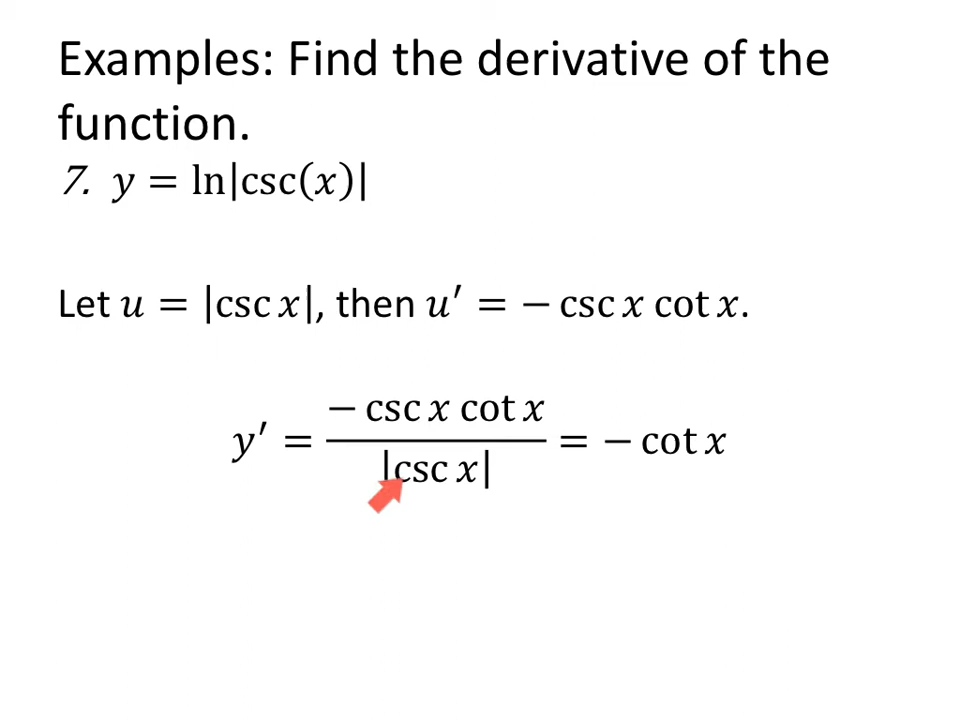 Examples: Find the derivative of the
function.
7. y = ln|csc(x)|
Let u = |csc x|, then u′ = − csc x cot x.
y′ = (− csc x cot x)/|csc x| = − cot x